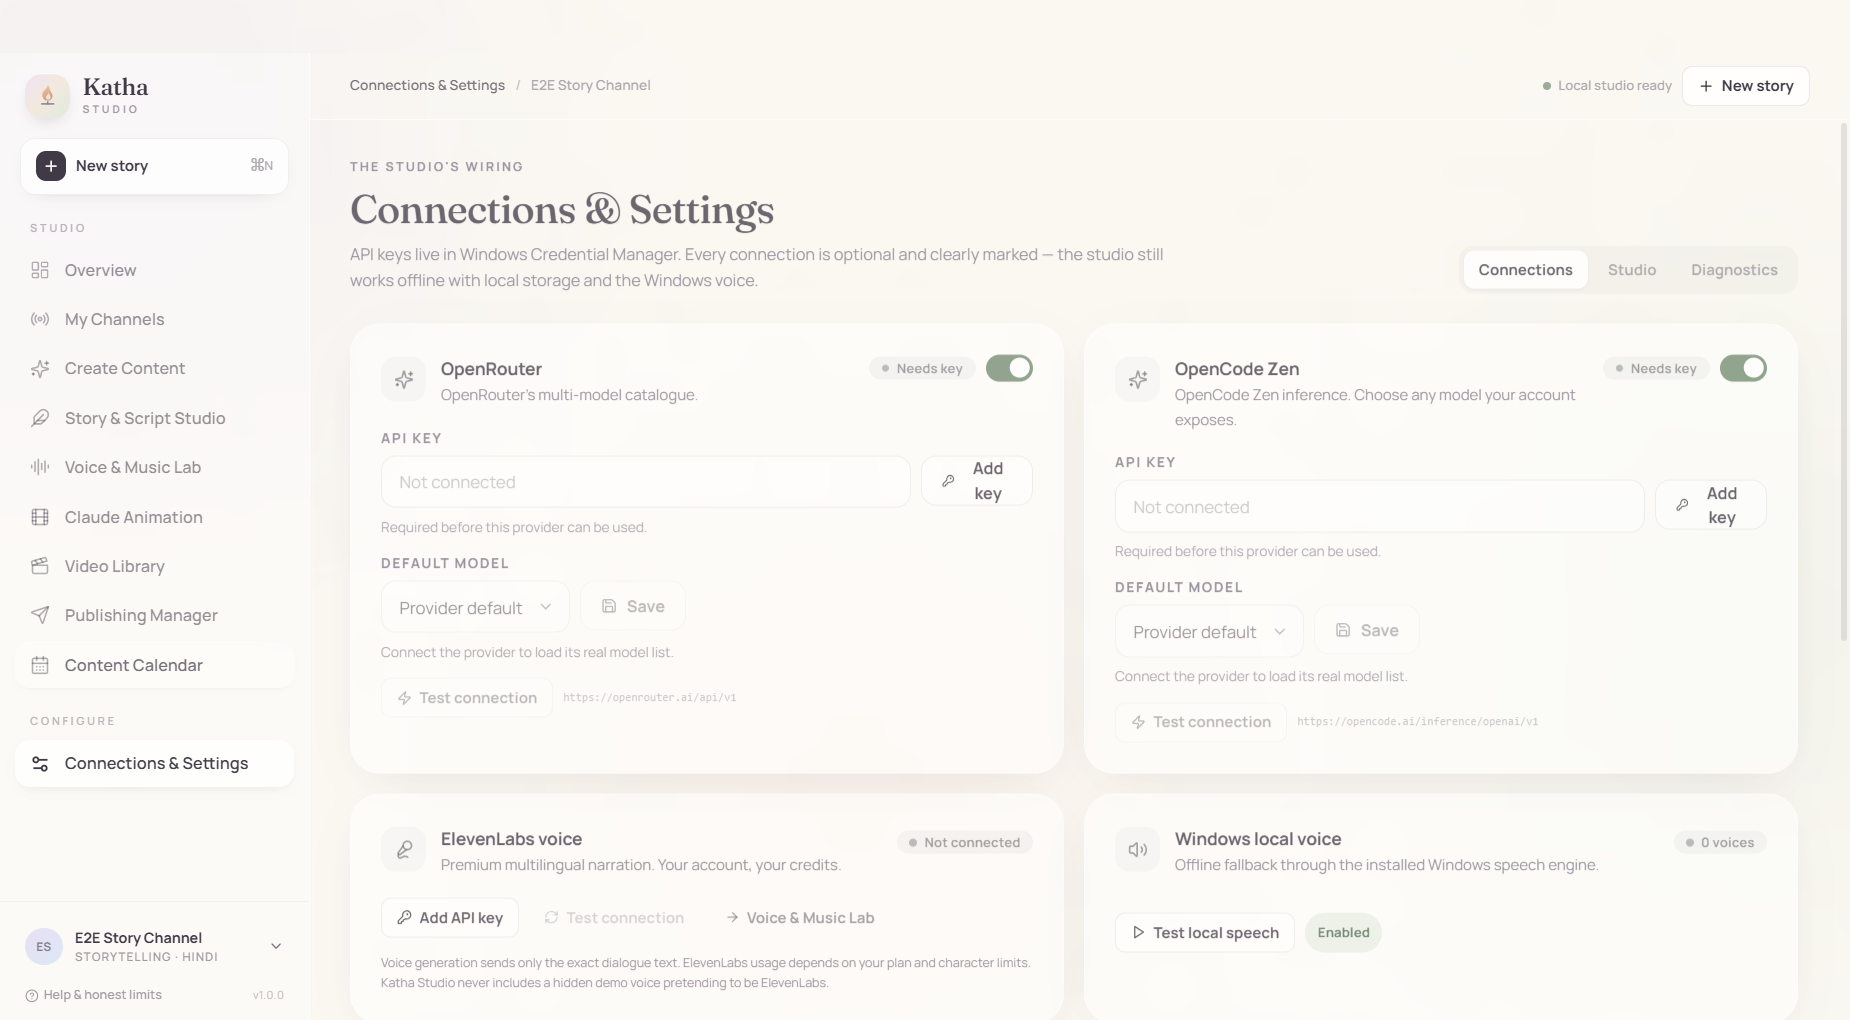 Katha
STUDIO
New story
⌘N
STUDIO
Overview
My Channels
Create Content
Story & Script Studio
Voice & Music Lab
Claude Animation
Video Library
Publishing Manager
Content Calendar
CONFIGURE
Connections & Settings
ES
E2E Story Channel
STORYTELLING · HINDI
Help & honest limits
v1.0.0
Connections & Settings / E2E Story Channel
Local studio ready
New story
THE STUDIO'S WIRING
Connections & Settings
API keys live in Windows Credential Manager. Every connection is optional and clearly marked — the studio still
works offline with local storage and the Windows voice.
Connections
Studio
Diagnostics
OpenRouter
Needs key
OpenRouter's multi-model catalogue.
API KEY
Not connected
Add
key
Required before this provider can be used.
DEFAULT MODEL
Provider default
Save
Connect the provider to load its real model list.
Test connection
https://openrouter.ai/api/v1
OpenCode Zen
Needs key
OpenCode Zen inference. Choose any model your account
exposes.
API KEY
Not connected
Add
key
Required before this provider can be used.
DEFAULT MODEL
Provider default
Save
Connect the provider to load its real model list.
Test connection
https://opencode.ai/inference/openai/v1
ElevenLabs voice
Not connected
Premium multilingual narration. Your account, your credits.
Add API key
Test connection
Voice & Music Lab
Voice generation sends only the exact dialogue text. ElevenLabs usage depends on your plan and character limits.
Katha Studio never includes a hidden demo voice pretending to be ElevenLabs.
Windows local voice
0 voices
Offline fallback through the installed Windows speech engine.
Test local speech
Enabled